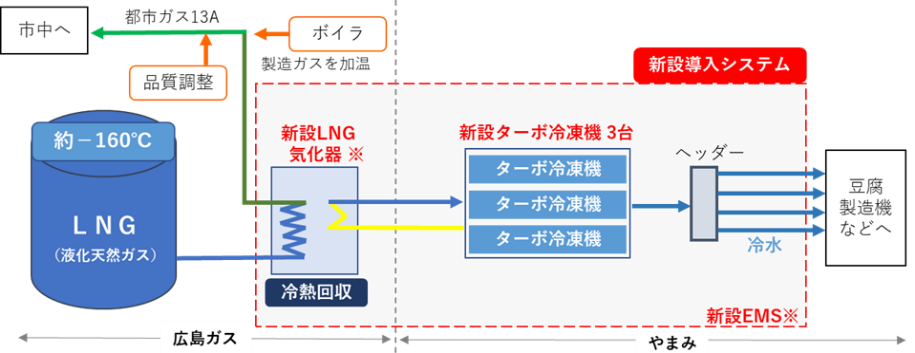 市中へ
都市ガス13A
ボイラ
製造ガスを加温
品質調整
新設導入システム
約－160℃
ＬＮＧ
（液化天然ガス）
新設LNG
気化器 ※
冷熱回収
新設ターボ冷凍機 3台
ターボ冷凍機
ターボ冷凍機
ターボ冷凍機
ヘッダー
冷水
豆腐
製造機
などへ
新設EMS※
広島ガス
やまみ